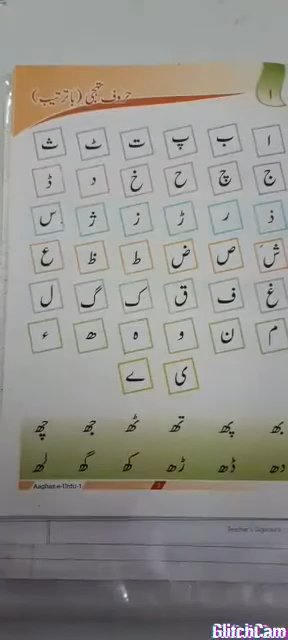 ۱
حروف تہجی (با ترتیب)
ا ب پ ت ٹ ث
ج چ ح خ د ڈ
ذ ر ڑ ز ژ س
ش ص ض ط ظ ع
غ ف ق ک گ ل
م ن و ہ ھ ء
ی ے
بھ پھ تھ ٹھ جھ چھ
دھ ڈھ ڑھ کھ گھ لھ
Aaghaz-e-Urdu-1
1
Teacher's Signature
GlitchCam